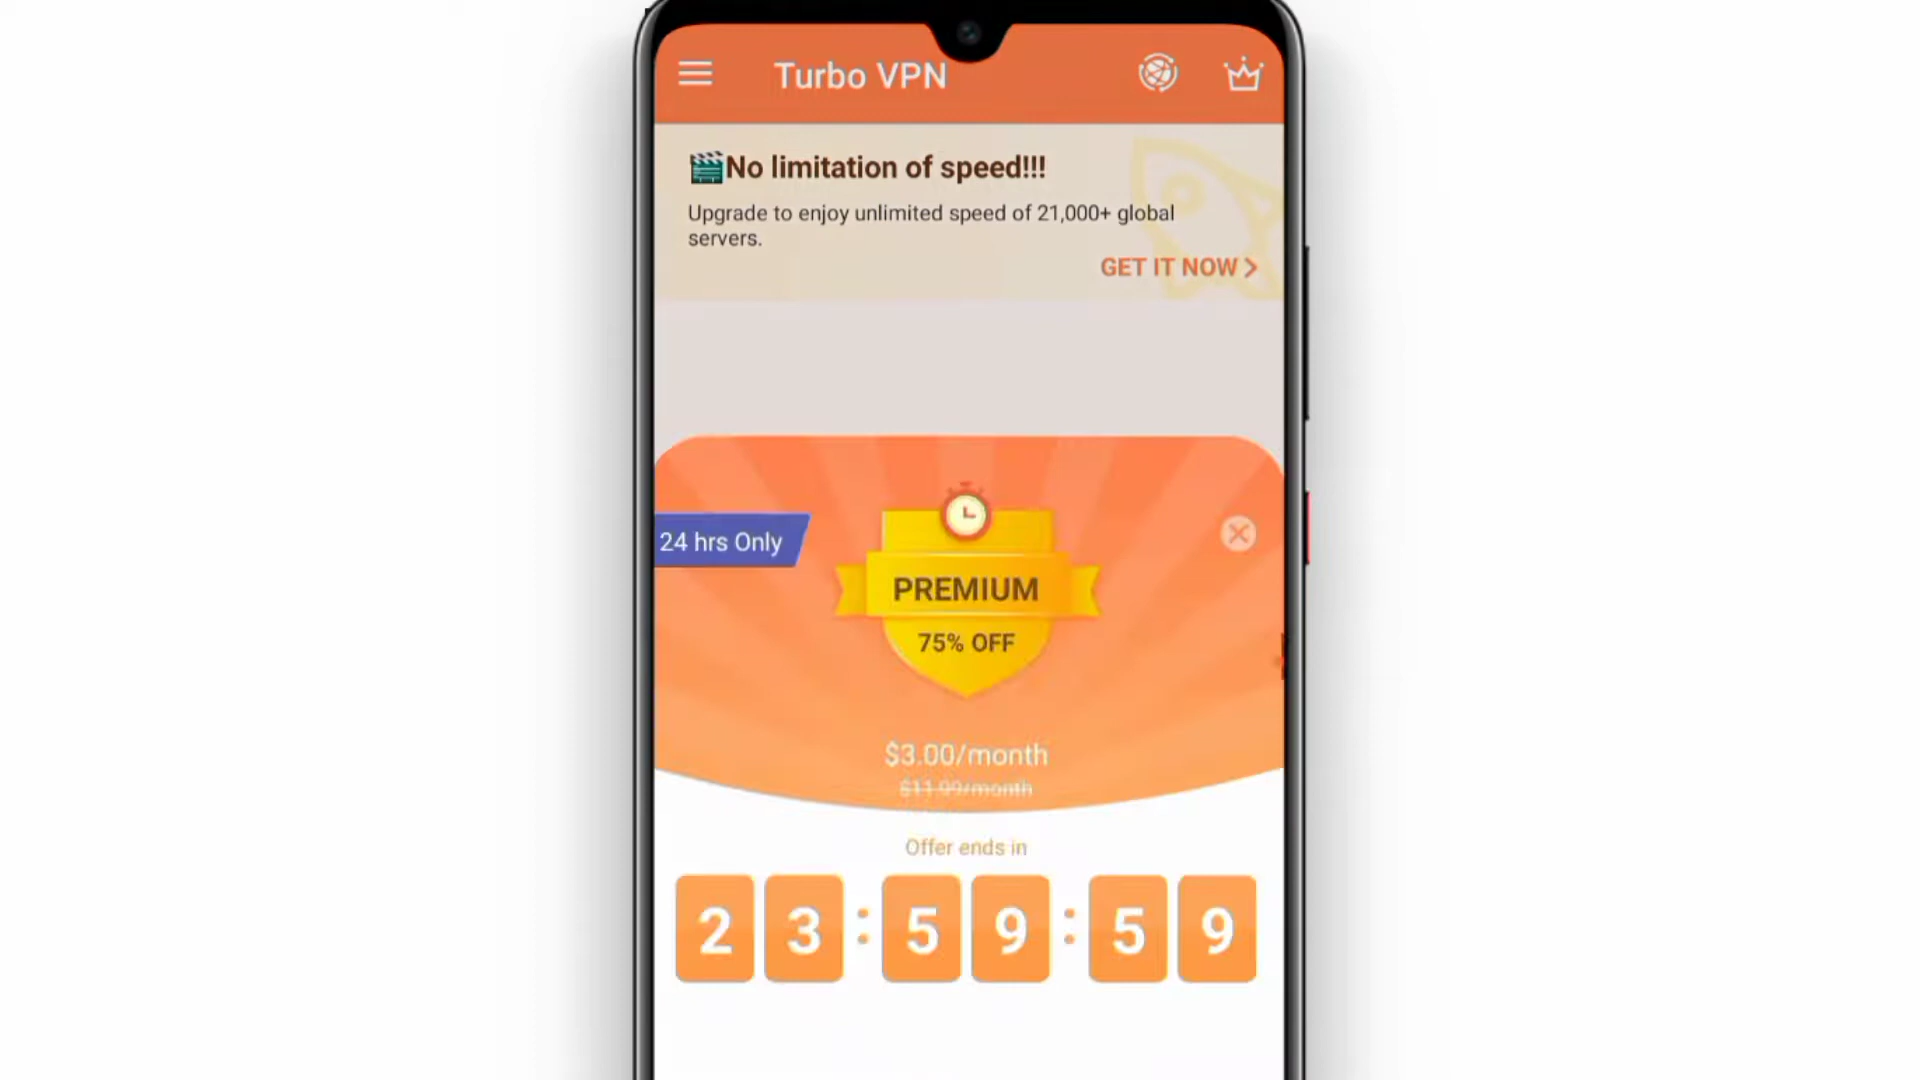 Turbo VPN
No limitation of speed!!!
Upgrade to enjoy unlimited speed of 21,000+ global
servers.
GET IT NOW
24 hrs Only
PREMIUM
75% OFF
$3.00/month
$11.99/month
Offer ends in
23:59:59